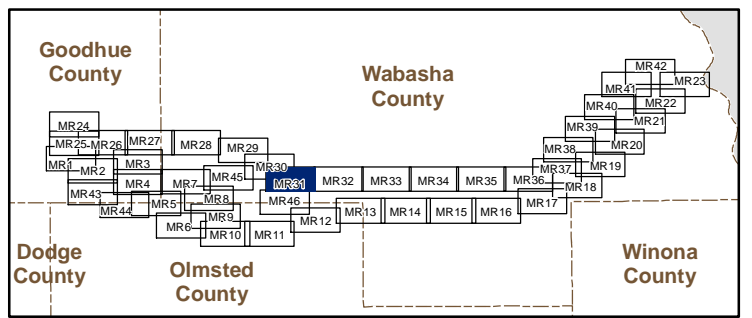 Goodhue
County
Wabasha
County
MR42
MR41
MR23
MR22
MR40
MR21
MR39
MR20
MR38
MR19
MR37
MR18
MR24
MR25
MR26
MR27
MR28
MR29
MR1
MR2
MR3
MR30
MR45
MR31
MR32
MR33
MR34
MR35
MR36
MR43
MR4
MR7
MR44
MR5
MR8
MR46
MR17
MR6
MR9
MR12
MR13
MR14
MR15
MR16
MR10
MR11
Dodge
County
Olmsted
County
Winona
County